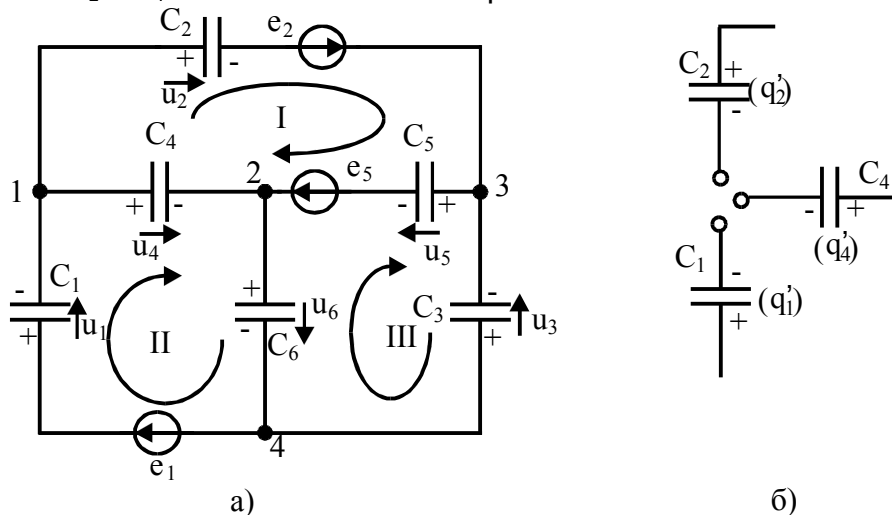 C₂ e₂
+ -
u₂
I
C₄ C₅
1 2 e₅ 3
+ - - +
u₄ u₅
- C₁ + u₆ C₃ -
u₁ II III u₃
+ - C₆ +
4
e₁
а)
C₂ +
(q'₂)
-
C₄
- +
(q'₄)
C₁ -
(q'₁)
+
б)